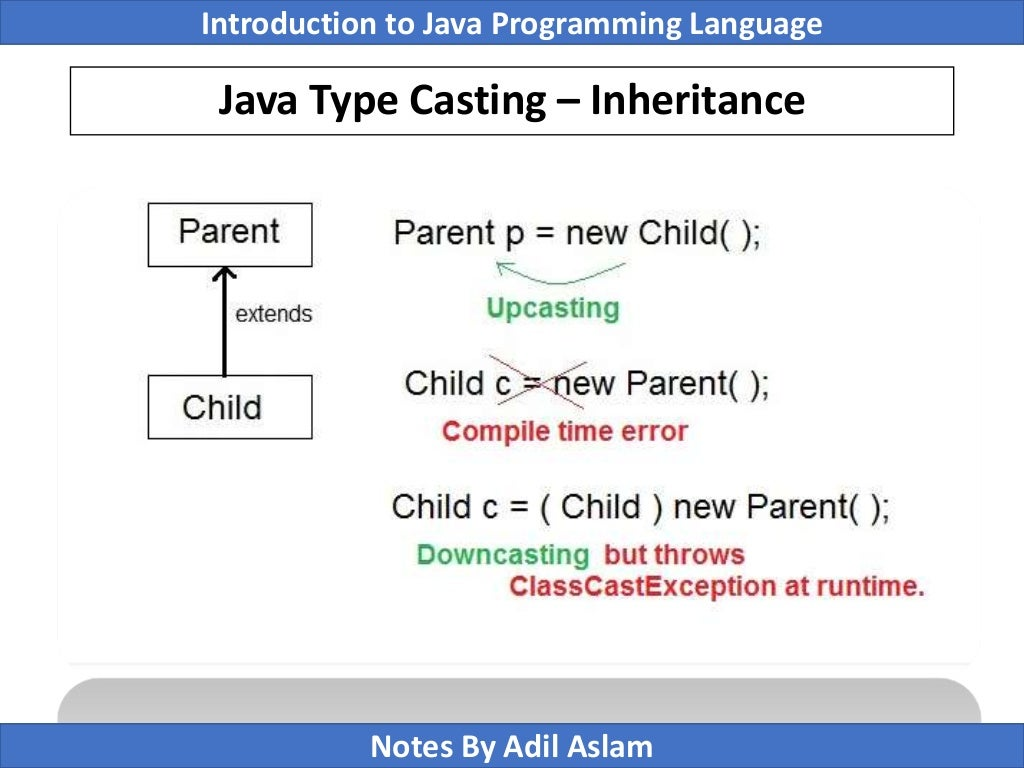 Introduction to Java Programming Language
Java Type Casting – Inheritance
Parent
extends
Child
Parent p = new Child( );
Upcasting
Child c = new Parent( );
Compile time error
Child c = ( Child ) new Parent( );
Downcasting but throws
ClassCastException at runtime.
Notes By Adil Aslam